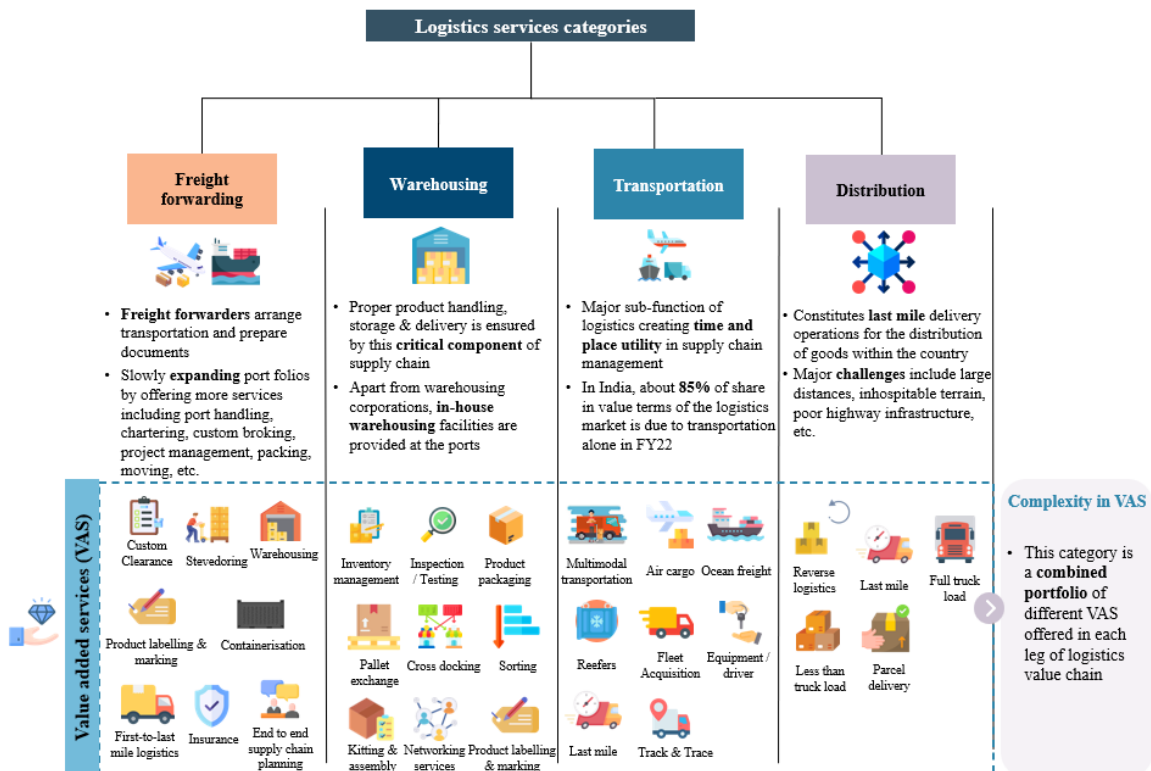 Logistics services categories
Freight
forwarding
Warehousing
Transportation
Distribution
• Freight forwarders arrange
transportation and prepare
documents
• Slowly expanding port folios
by offering more services
including port handling,
chartering, custom broking,
project management, packing,
moving, etc.
• Proper product handling,
storage & delivery is ensured
by this critical component of
supply chain
• Apart from warehousing
corporations, in-house
warehousing facilities are
provided at the ports
• Major sub-function of
logistics creating time and
place utility in supply chain
management
• In India, about 85% of share
in value terms of the logistics
market is due to transportation
alone in FY22
• Constitutes last mile delivery
operations for the distribution
of goods within the country
• Major challenges include large
distances, inhospitable terrain,
poor highway infrastructure,
etc.
Value added services (VAS)
Custom
Clearance
Stevedoring
Warehousing
Product labelling &
marking
Containerisation
First-to-last
mile logistics
Insurance
End to end
supply chain
planning
Inventory
management
Inspection
/ Testing
Product
packaging
Pallet
exchange
Cross docking
Sorting
Kitting &
assembly
Networking
services
Product labelling
& marking
Multimodal
transportation
Air cargo
Ocean freight
Reefers
Fleet
Acquisition
Equipment /
driver
Last mile
Track & Trace
Reverse
logistics
Last mile
Full truck
load
Less than
truck load
Parcel
delivery
Complexity in VAS
• This category is
a combined
portfolio of
different VAS
offered in each
leg of logistics
value chain